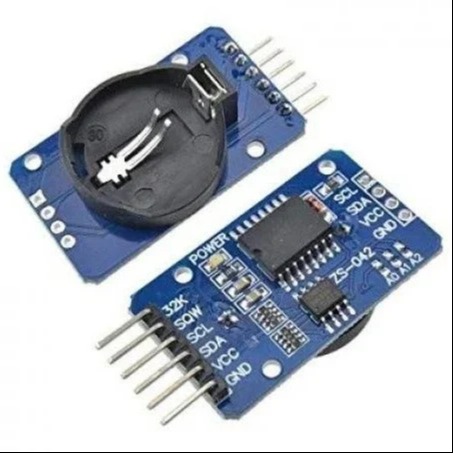 SCL
SDA
VCC
GND
POWER
ZS-042
A0 A1 A2
32K
SQW
SCL
SDA
VCC
GND